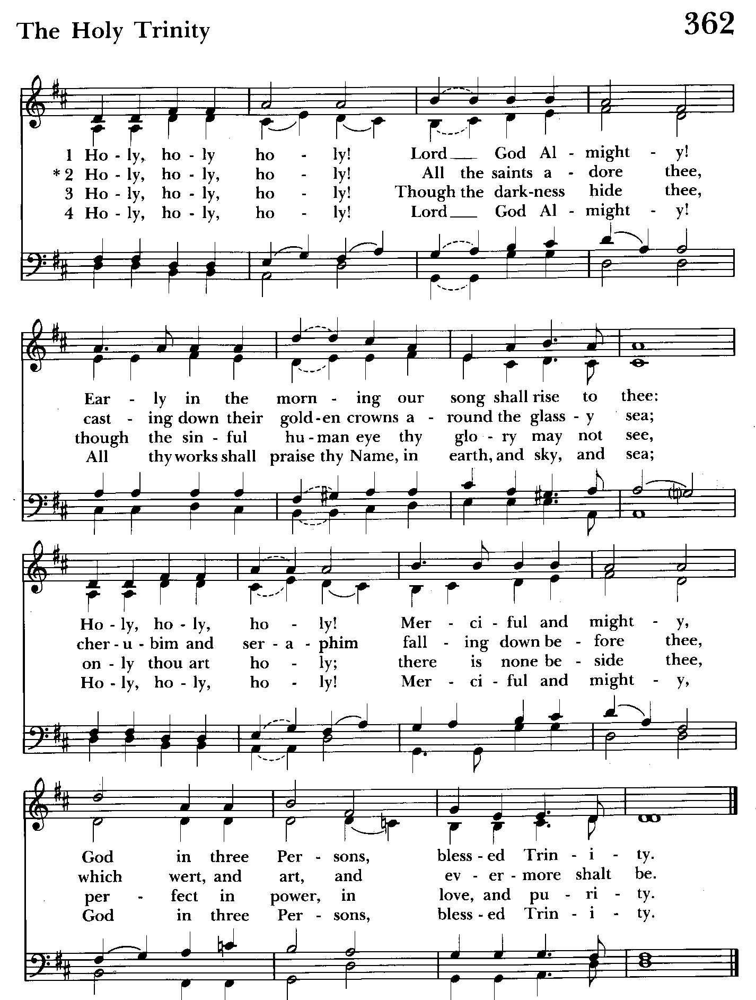 The Holy Trinity 362
1 Ho - ly, ho - ly ho - ly! Lord God Al - might - y!
* 2 Ho - ly, ho - ly, ho - ly! All the saints a - dore thee,
3 Ho - ly, ho - ly, ho - ly! Though the dark-ness hide thee,
4 Ho - ly, ho - ly, ho - ly! Lord God Al - might - y!
Ear - ly in the morn - ing our song shall rise to thee:
cast - ing down their gold-en crowns a - round the glass - y sea;
though the sin - ful hu - man eye thy glo - ry may not see,
All thy works shall praise thy Name, in earth, and sky, and sea;
Ho - ly, ho - ly, ho - ly! Mer - ci - ful and might - y,
cher - u - bim and ser - a - phim fall - ing down be - fore thee,
on - ly thou art ho - ly; there is none be - side thee,
Ho - ly, ho - ly, ho - ly! Mer - ci - ful and might - y,
God in three Per - sons, bless - ed Trin - i - ty.
which wert, and art, and ev - er - more shalt be.
per - fect in power, in love, and pu - ri - ty.
God in three Per - sons, bless - ed Trin - i - ty.